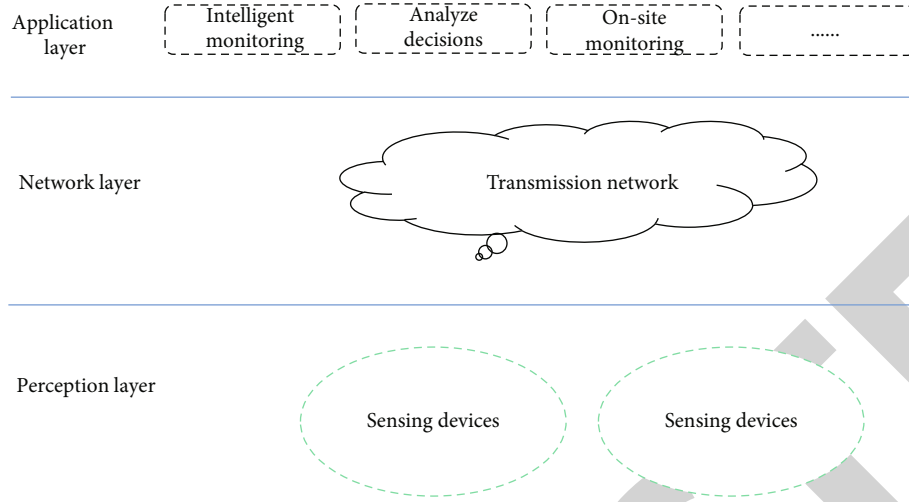 Application
layer
Intelligent
monitoring
Analyze
decisions
On-site
monitoring
......
Network layer
Transmission network
Perception layer
Sensing devices
Sensing devices